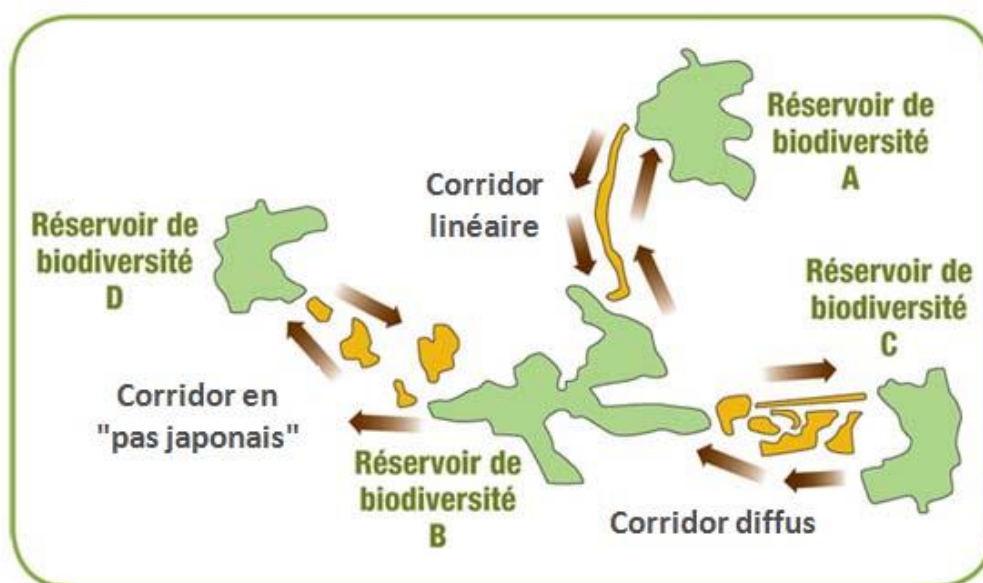 Réservoir de
biodiversité
A
Corridor
linéaire
Réservoir de
biodiversité
D
Réservoir de
biodiversité
C
Corridor en
"pas japonais"
Réservoir de
biodiversité
B
Corridor diffus